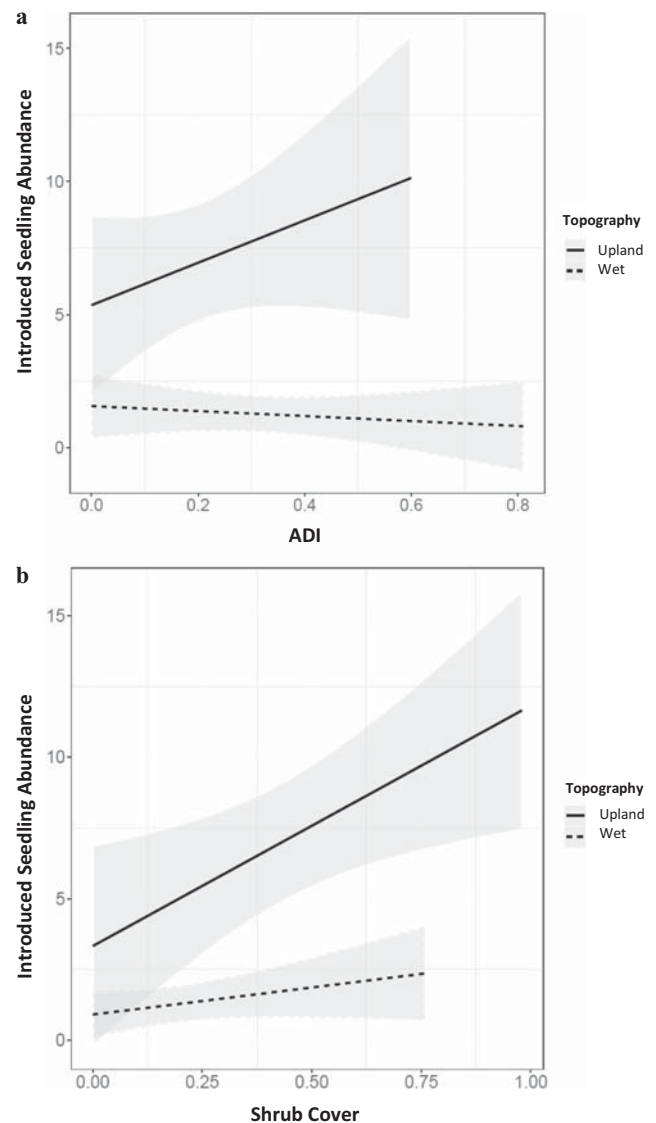 a
Introduced Seedling Abundance
15
10
5
0
0.0 0.2 0.4 0.6 0.8
ADI
Topography
Upland
Wet
b
Introduced Seedling Abundance
15
10
5
0
0.00 0.25 0.50 0.75 1.00
Shrub Cover
Topography
Upland
Wet